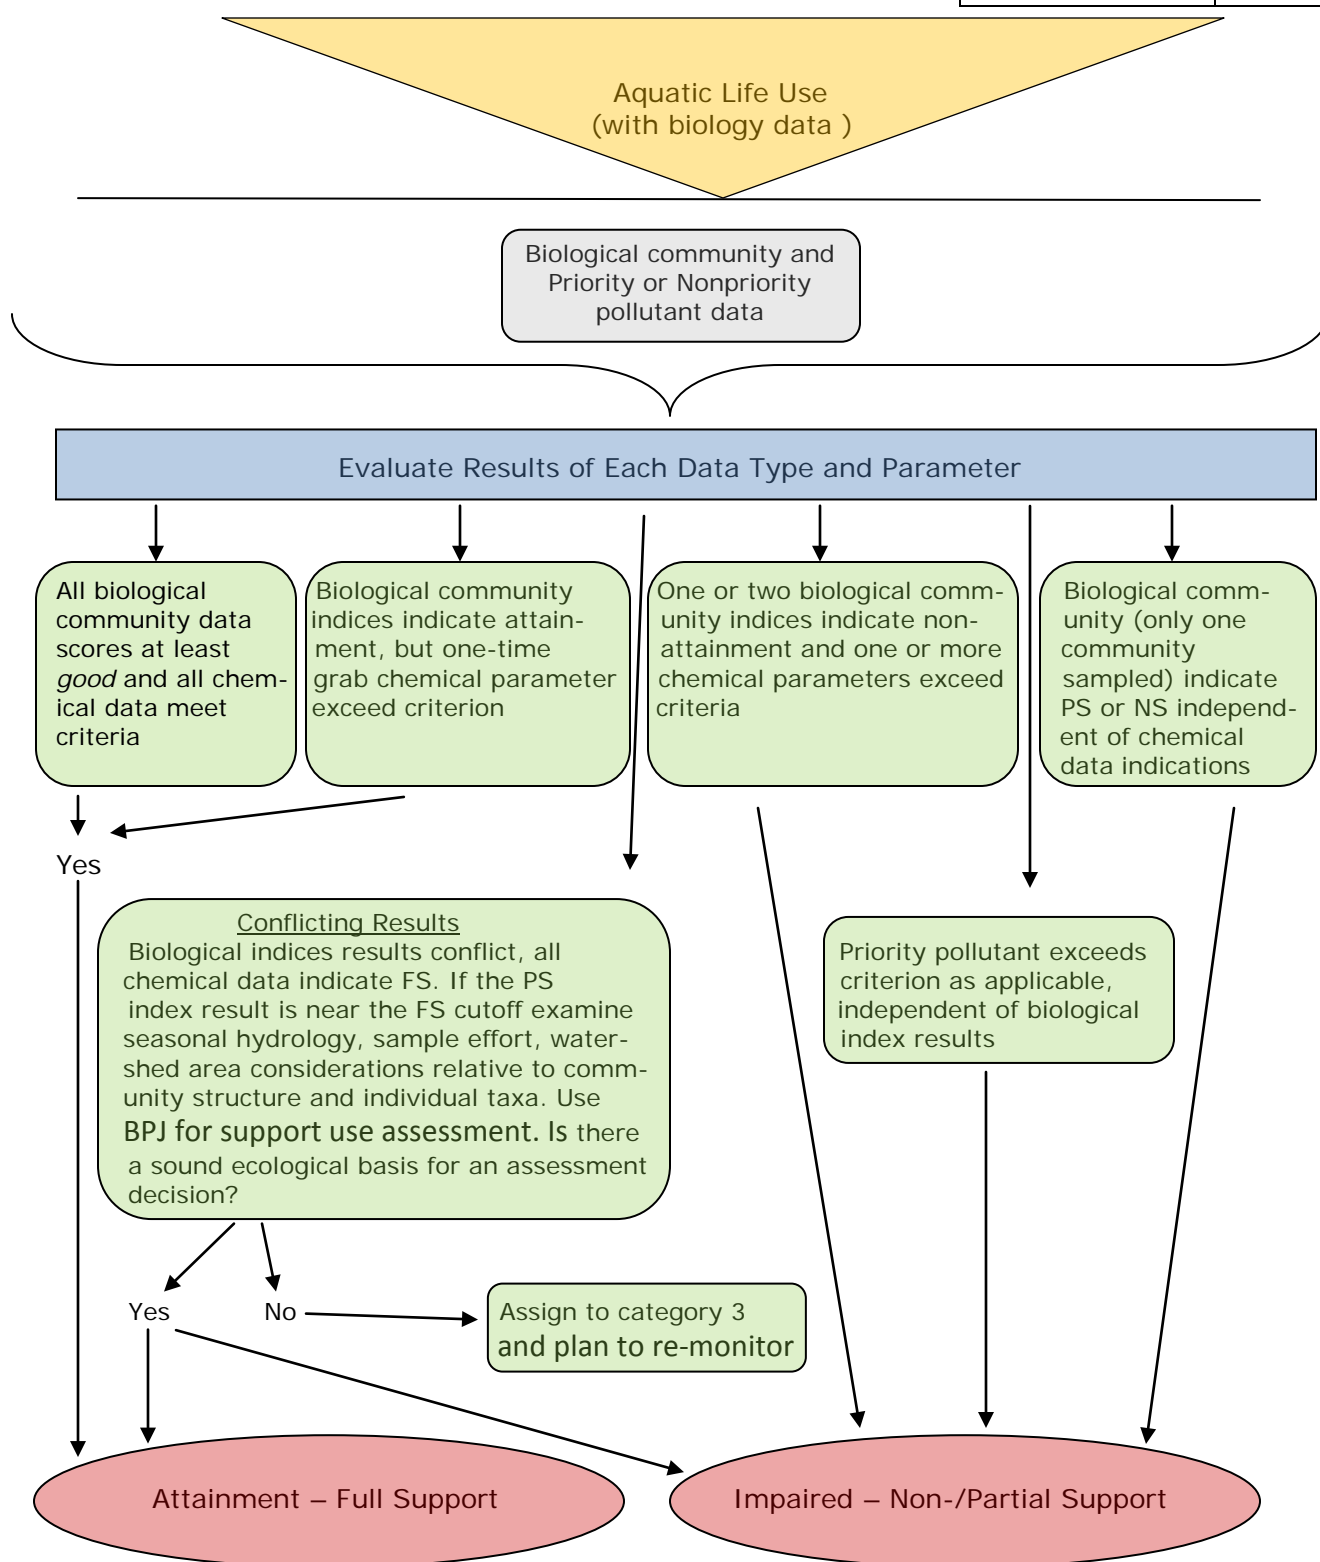 Aquatic Life Use
(with biology data )
Biological community and
Priority or Nonpriority
pollutant data
Evaluate Results of Each Data Type and Parameter
All biological
community data
scores at least
good and all chem-
ical data meet
criteria
Biological community
indices indicate attain-
ment, but one-time
grab chemical parameter
exceed criterion
One or two biological comm-
unity indices indicate non-
attainment and one or more
chemical parameters exceed
criteria
Biological comm-
unity (only one
community
sampled) indicate
PS or NS independ-
ent of chemical
data indications
Yes
Conflicting Results
Biological indices results conflict, all
chemical data indicate FS. If the PS
index result is near the FS cutoff examine
seasonal hydrology, sample effort, water-
shed area considerations relative to comm-
unity structure and individual taxa. Use
BPJ for support use assessment. Is there
a sound ecological basis for an assessment
decision?
Priority pollutant exceeds
criterion as applicable,
independent of biological
index results
Yes
No
Assign to category 3
and plan to re-monitor
Attainment – Full Support
Impaired – Non-/Partial Support